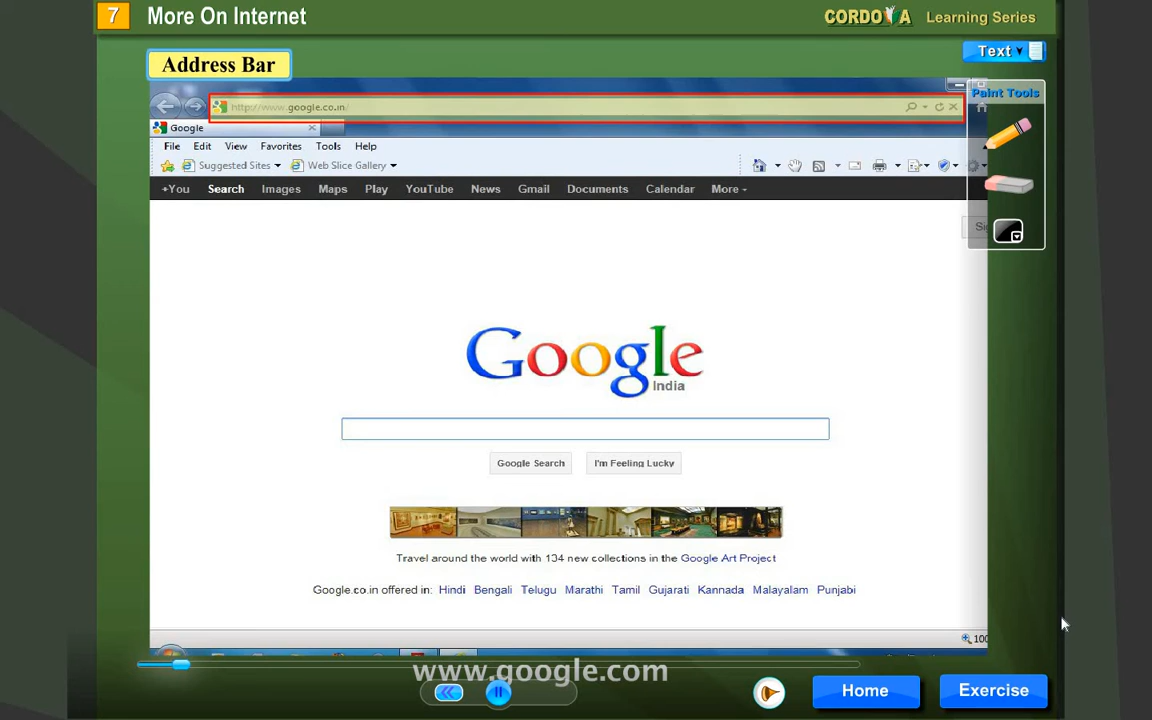 7 More On Internet
CORDOVA Learning Series
Address Bar
Text
Paint Tools
http://www.google.co.in/
Google
File Edit View Favorites Tools Help
Suggested Sites Web Slice Gallery
+You Search Images Maps Play YouTube News Gmail Documents Calendar More
Google
India
Google Search I'm Feeling Lucky
Travel around the world with 134 new collections in the Google Art Project
Google.co.in offered in: Hindi Bengali Telugu Marathi Tamil Gujarati Kannada Malayalam Punjabi
100
www.google.com
Home Exercise